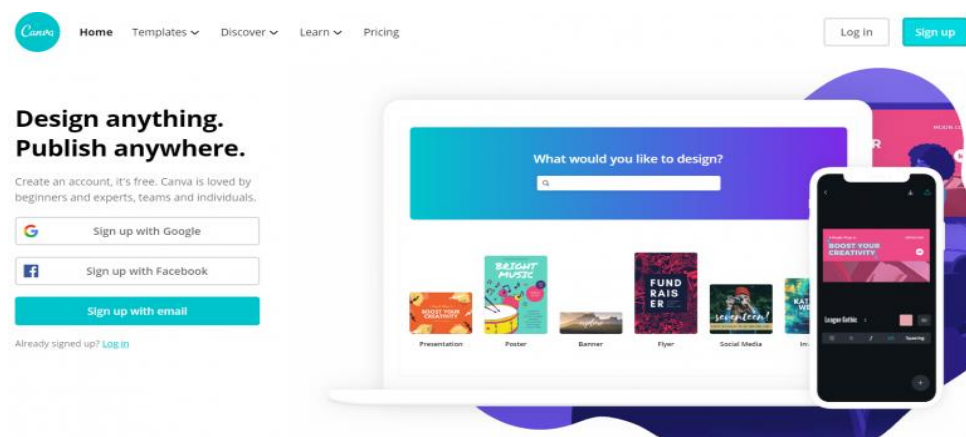 Canva
Home Templates Discover Learn Pricing
Log in
Sign up
Design anything.
Publish anywhere.
Create an account, it's free. Canva is loved by
beginners and experts, teams and individuals.
Sign up with Google
Sign up with Facebook
Sign up with email
Already signed up? Log in
What would you like to design?
BOOST YOUR
CREATIVITY
Presentation
BRIGHT
MUSIC
Poster
explore
Banner
FUND
RAIS
ER
Flyer
seventeen!
Social Media
BOOST YOUR
CREATIVITY
League Gothic
Spacing